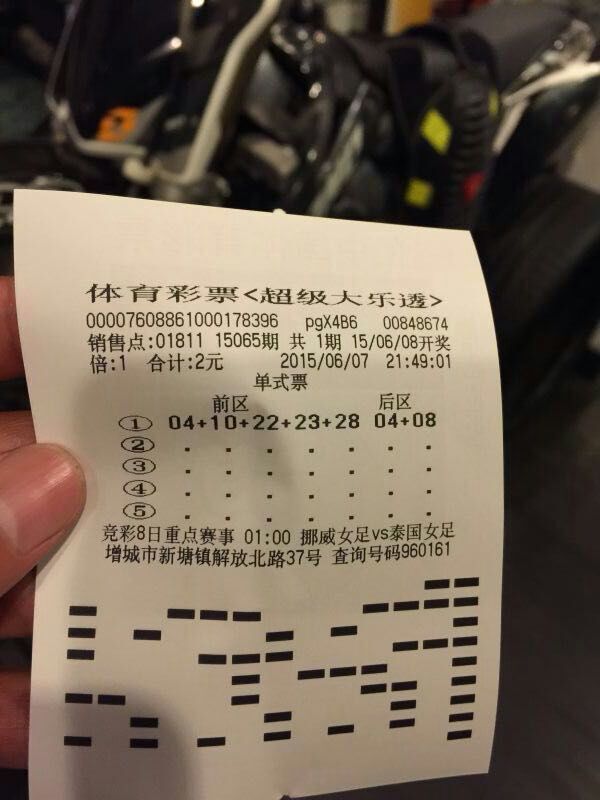 体育彩票<超级大乐透>
00007608861000178396 pgX4B6 00848674
销售点:01811 15065期 共 1期 15/06/08开奖
倍:1 合计:2元 2015/06/07 21:49:01
单式票
前区 后区
① 04+10+22+23+28 04+08
②
③
④
⑤
竞彩8日重点赛事 01:00 挪威女足vs泰国女足
增城市新塘镇解放北路37号 查询号码960161